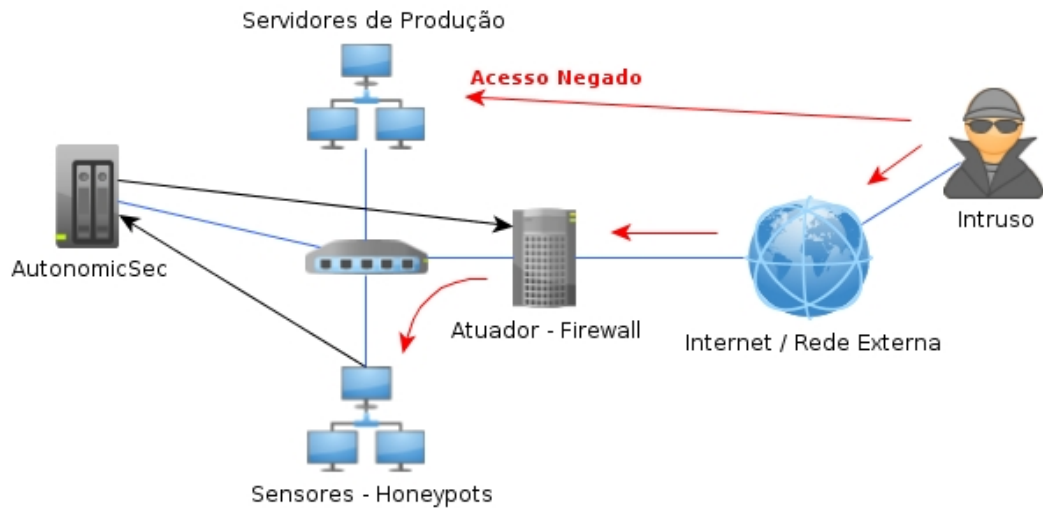 Servidores de Produção
Acesso Negado
Intruso
AutonomicSec
Atuador - Firewall
Internet / Rede Externa
Sensores - Honeypots